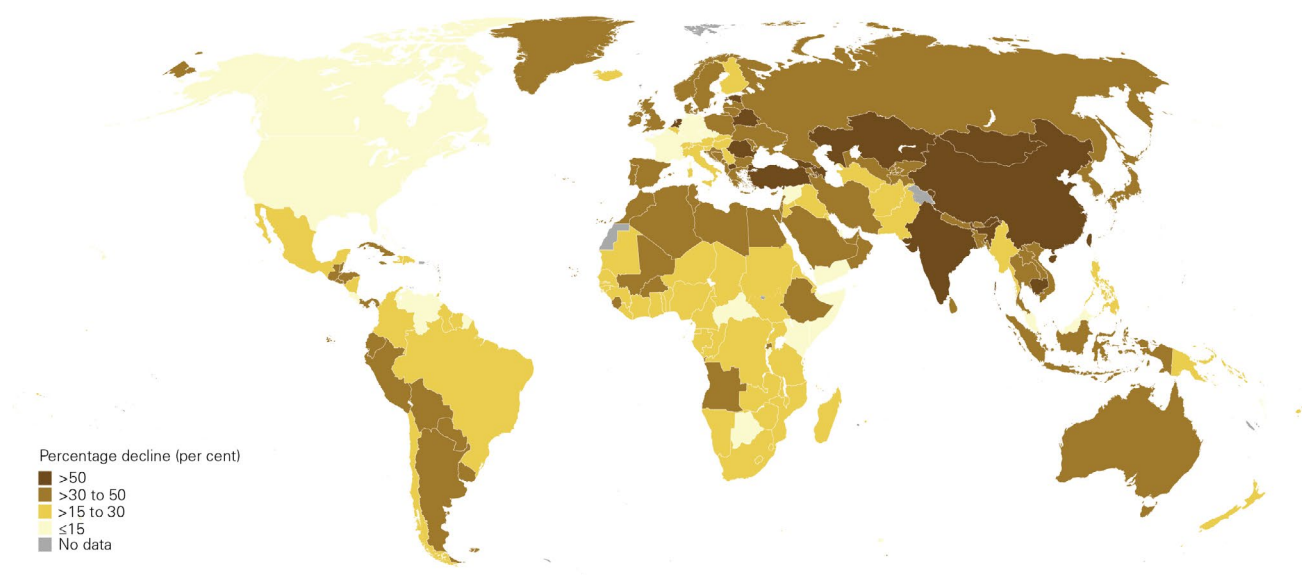 Percentage decline (per cent)
>50
>30 to 50
>15 to 30
≤15
No data